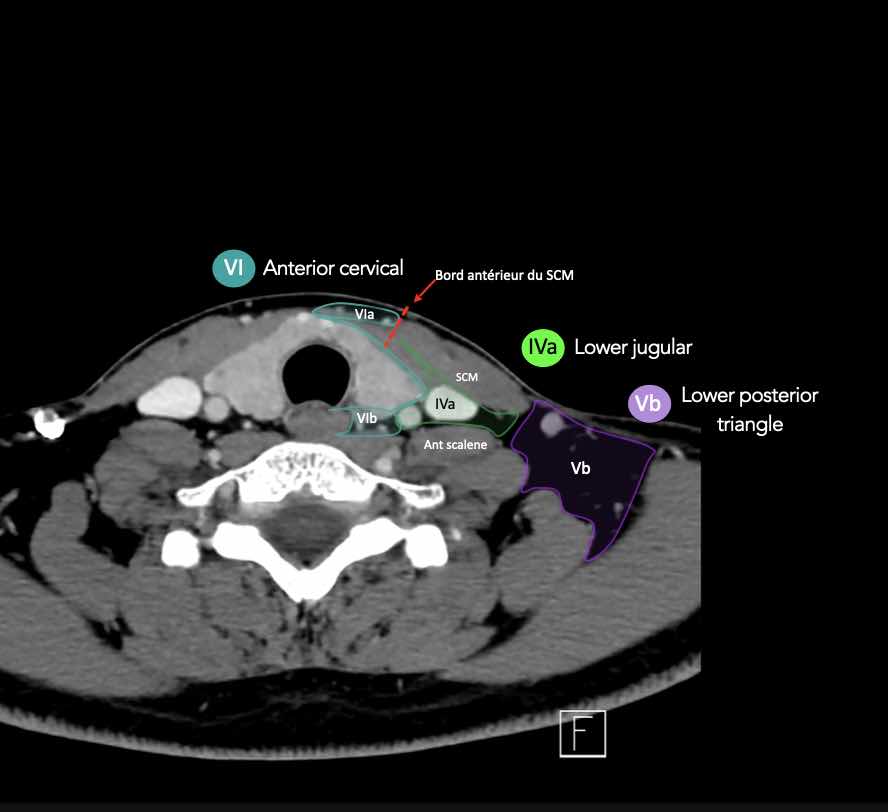 VI Anterior cervical
Bord antérieur du SCM
VIa
IVa Lower jugular
SCM
Vb Lower posterior
triangle
IVa
VIb
Ant scalene
Vb
F